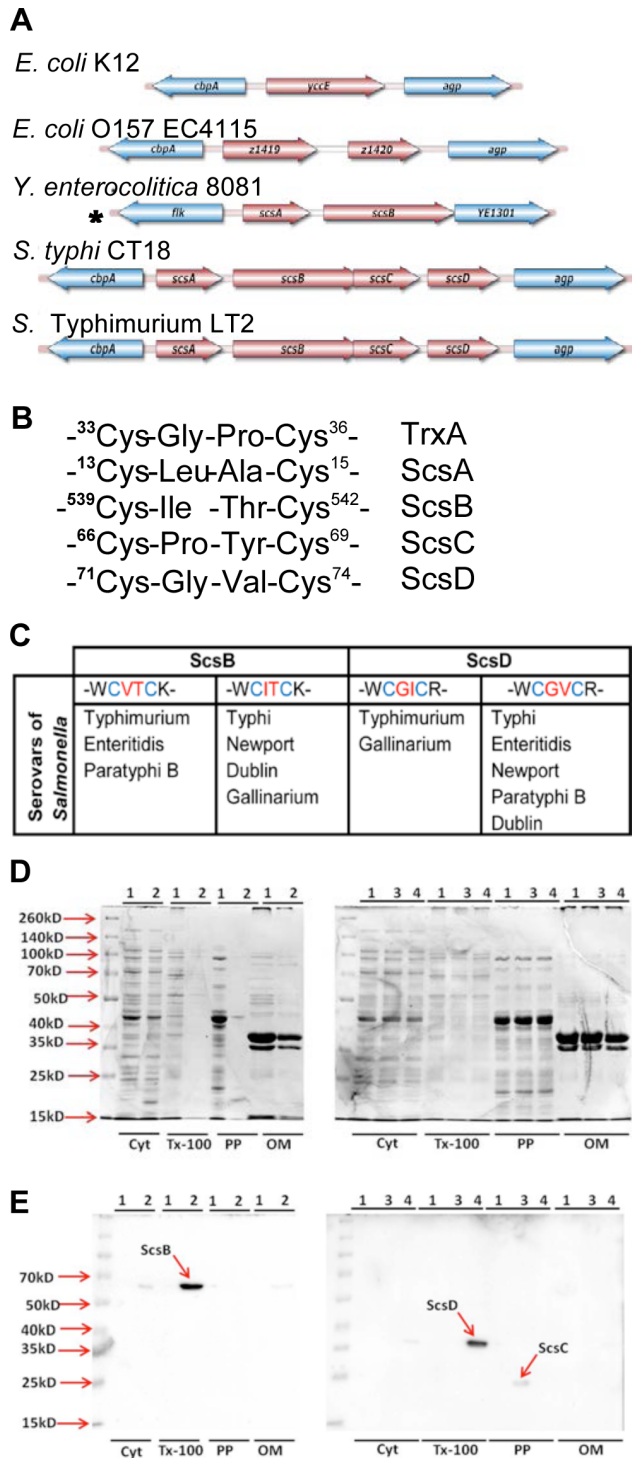 A
E. coli K12
cbpA yccE agp
E. coli O157 EC4115
cbpA z1419 z1420 agp
Y. enterocolitica 8081
* flk scsA scsB YE1301
S. typhi CT18
cbpA scsA scsB scsC scsD agp
S. Typhimurium LT2
cbpA scsA scsB scsC scsD agp
B
-33Cys-Gly-Pro-Cys36- TrxA
-13Cys-Leu-Ala-Cys15- ScsA
-539Cys-Ile -Thr-Cys542- ScsB
-66Cys-Pro-Tyr-Cys69- ScsC
-71Cys-Gly-Val-Cys74- ScsD
C
ScsB ScsD
-WCVTCK- -WCITCK- -WCGICR- -WCGVCR-
Serovars of Salmonella
Typhimurium Typhi Typhimurium Typhi
Enteritidis Newport Gallinarium Enteritidis
Paratyphi B Dublin Newport
Gallinarium Paratyphi B
Dublin
D
1 2 1 2 1 2 1 2 1 3 4 1 3 4 1 3 4 1 3 4
260kD
140kD
100kD
70kD
50kD
40kD
35kD
25kD
15kD
Cyt Tx-100 PP OM Cyt Tx-100 PP OM
E
1 2 1 2 1 2 1 2 1 3 4 1 3 4 1 3 4 1 3 4
ScsB
70kD
50kD
40kD
35kD
25kD
15kD
ScsD
ScsC
Cyt Tx-100 PP OM Cyt Tx-100 PP OM